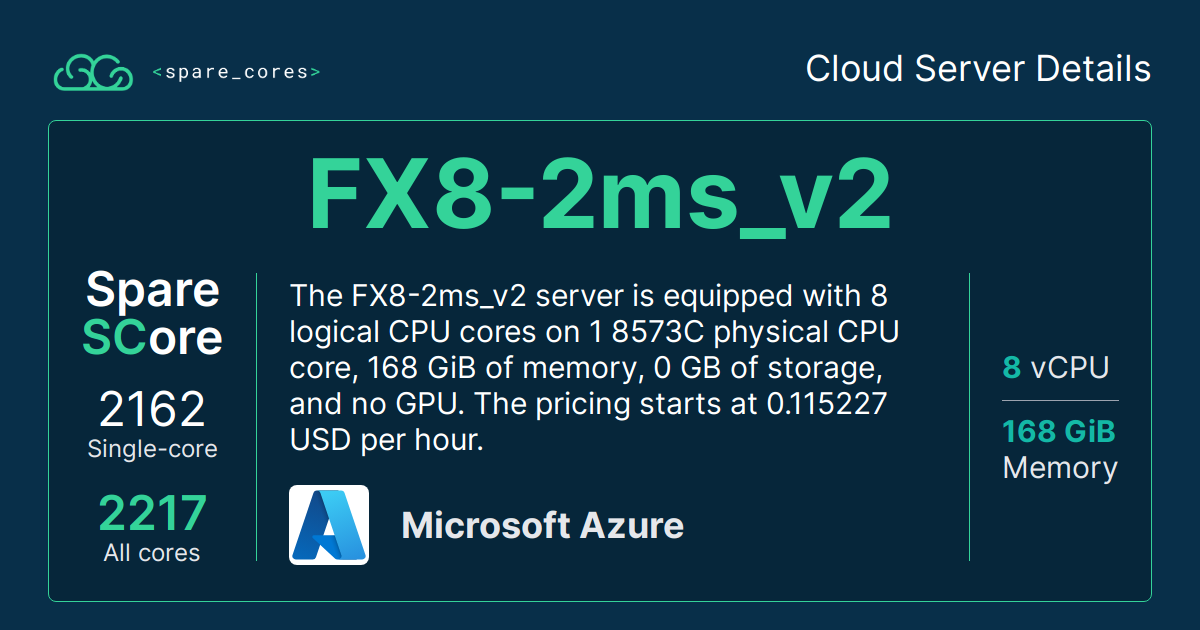 <spare_cores>
Cloud Server Details
FX8-2ms_v2
Spare
SCore
2162
Single-core
2217
All cores
The FX8-2ms_v2 server is equipped with 8
logical CPU cores on 1 8573C physical CPU
core, 168 GiB of memory, 0 GB of storage,
and no GPU. The pricing starts at 0.115227
USD per hour.
Microsoft Azure
8 vCPU
168 GiB
Memory